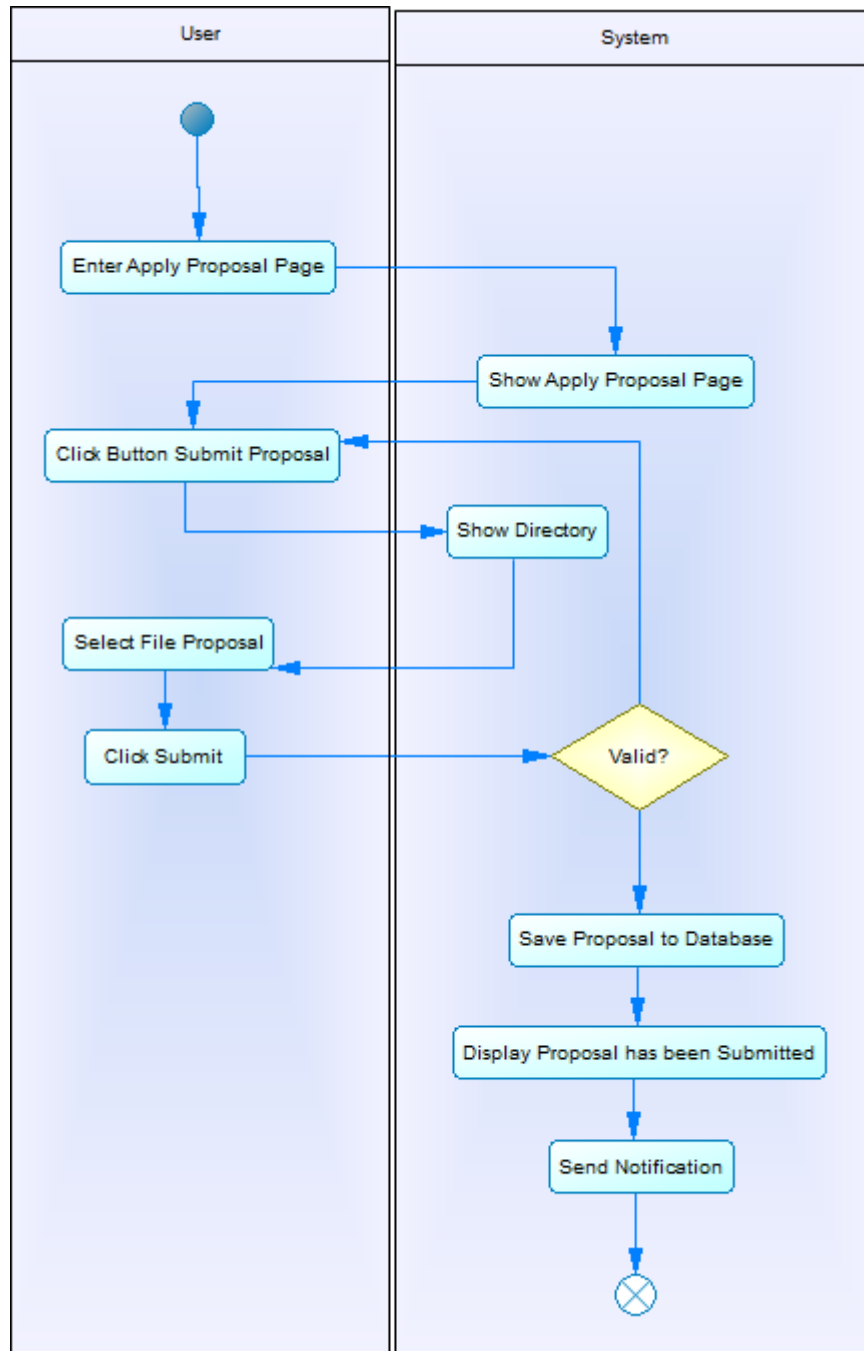 User
System
Enter Apply Proposal Page
Show Apply Proposal Page
Click Button Submit Proposal
Show Directory
Select File Proposal
Click Submit
Valid?
Save Proposal to Database
Display Proposal has been Submitted
Send Notification